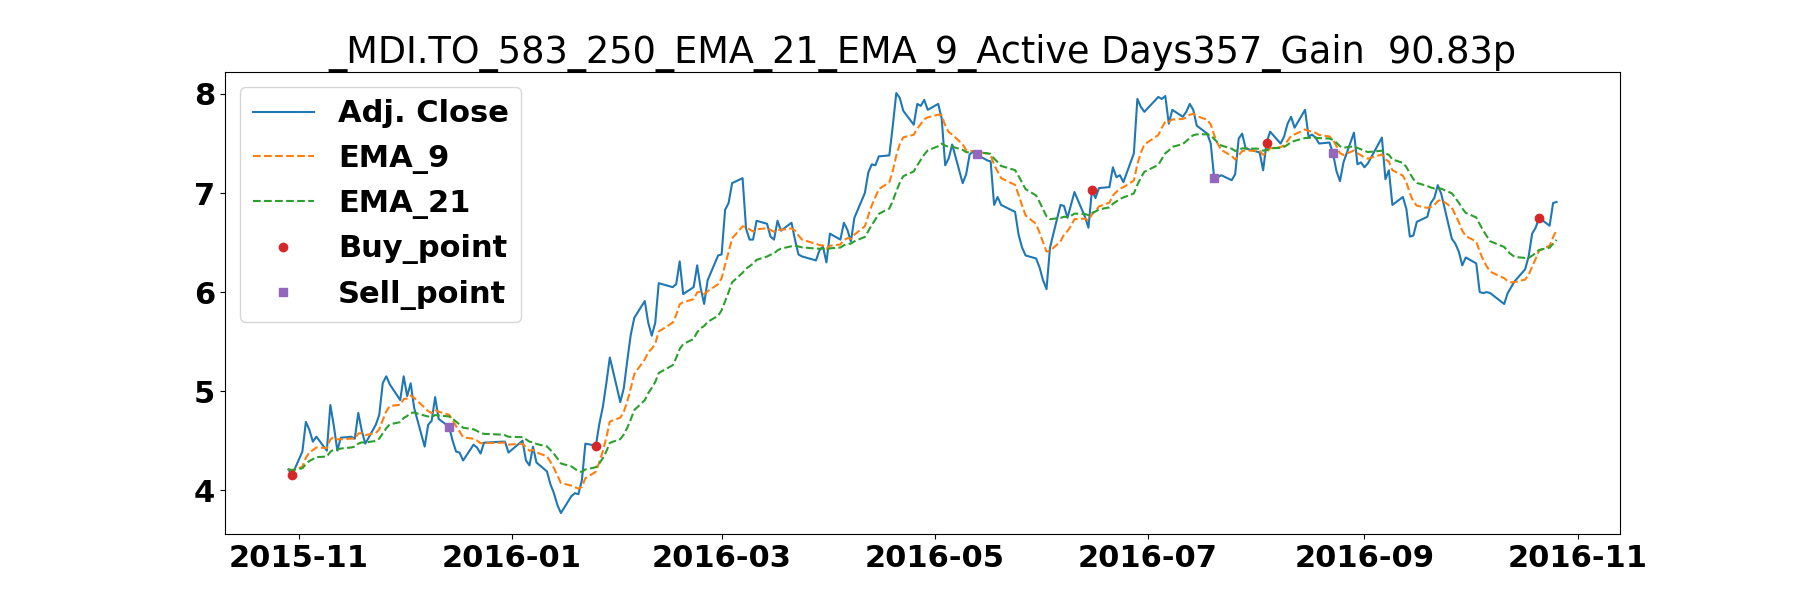 _MDI.TO_583_250_EMA_21_EMA_9_Active Days357_Gain  90.83p
8
7
6
5
4
Adj. Close
EMA_9
EMA_21
Buy_point
Sell_point
2015-11 2016-01 2016-03 2016-05 2016-07 2016-09 2016-11